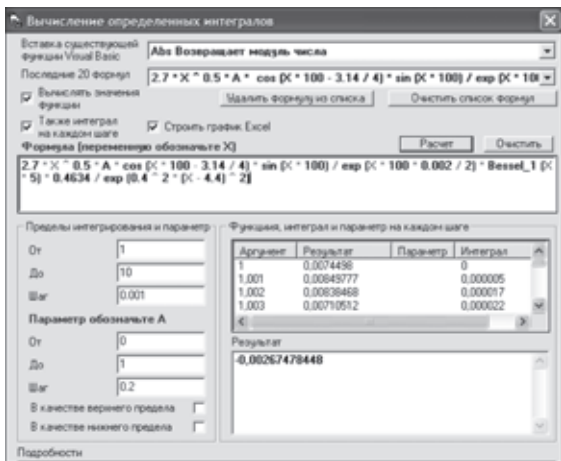 Вычисление определенных интегралов
Вставка существующей функции Visual Basic
Abs Возвращает модуль числа
Последние 20 формул
2.7 * X ^ 0.5 * A * cos (X * 100 - 3.14 / 4) * sin (X * 100) / exp (X * 10
Вычислять значения функции
Удалить формулу из списка
Очистить список формул
Также интеграл на каждом шаге
Строить график Excel
Формула (переменную обозначьте X)
Расчет
Очистить
2.7 * X ^ 0.5 * A * cos (X * 100 - 3.14 / 4) * sin (X * 100) / exp (X * 100 * 0.002 / 2) * Bessel_1 (X
* 5) * 0.4634 / exp (0.4 ^ 2 * (X - 4.4) ^ 2)
Пределы интегрирования и параметр
Функция, интеграл и параметр на каждом шаге
От 1
До 10
Шаг 0.001
Аргумент Результат Параметр Интеграл
1 0,0074498 0
1,001 0,00849777 0,000005
1,002 0,00838468 0,000017
1,003 0,00710512 0,000022
Параметр обозначьте A
От 0
До 1
Шаг 0.2
Результат
-0,00267478448
В качестве верхнего предела
В качестве нижнего предела
Подробности